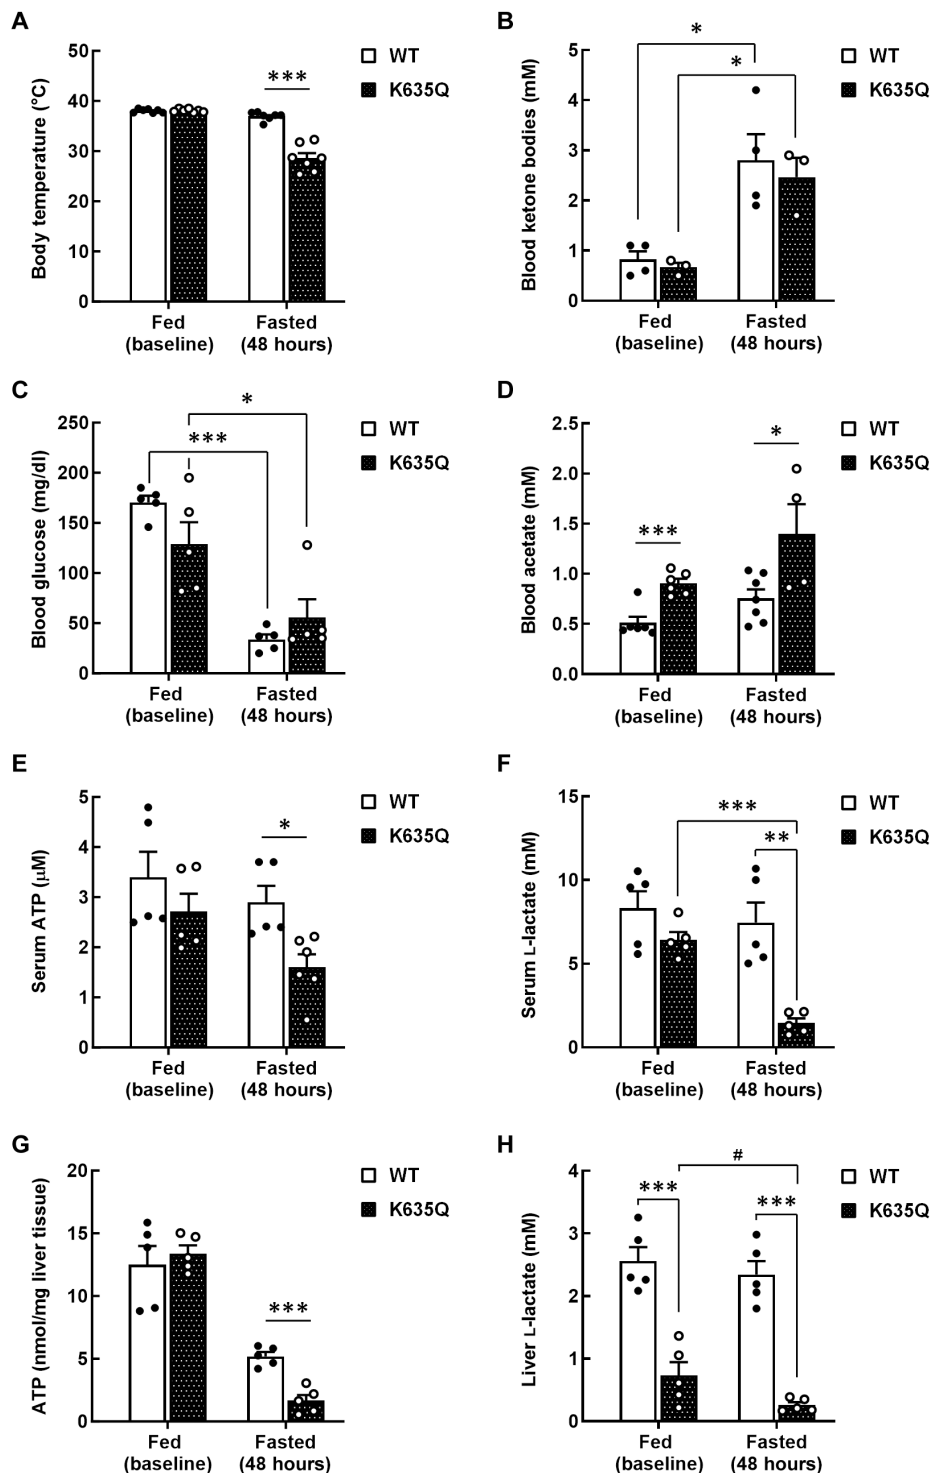 A
Body temperature (°C)
50
40
30
20
10
0
***
WT
K635Q
Fed
(baseline)
Fasted
(48 hours)
B
Blood ketone bodies (mM)
5
4
3
2
1
0
*
*
WT
K635Q
Fed
(baseline)
Fasted
(48 hours)
C
Blood glucose (mg/dl)
250
200
150
100
50
0
*
***
WT
K635Q
Fed
(baseline)
Fasted
(48 hours)
D
Blood acetate (mM)
2.5
2.0
1.5
1.0
0.5
0.0
***
*
WT
K635Q
Fed
(baseline)
Fasted
(48 hours)
E
Serum ATP (µM)
5
4
3
2
1
0
*
WT
K635Q
Fed
(baseline)
Fasted
(48 hours)
F
Serum L-lactate (mM)
15
10
5
0
***
**
WT
K635Q
Fed
(baseline)
Fasted
(48 hours)
G
ATP (nmol/mg liver tissue)
20
15
10
5
0
***
WT
K635Q
Fed
(baseline)
Fasted
(48 hours)
H
Liver L-lactate (mM)
4
3
2
1
0
#
***
***
WT
K635Q
Fed
(baseline)
Fasted
(48 hours)